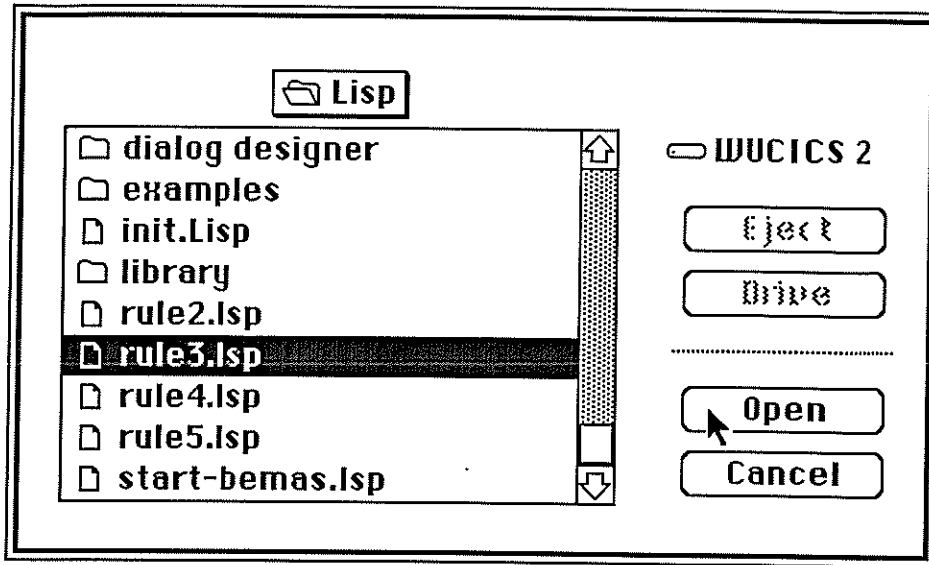 Lisp
dialog designer
examples
init.Lisp
library
rule2.lsp
rule3.lsp
rule4.lsp
rule5.lsp
start-bemas.lsp
WUCICS 2
Eject
Drive
Open
Cancel